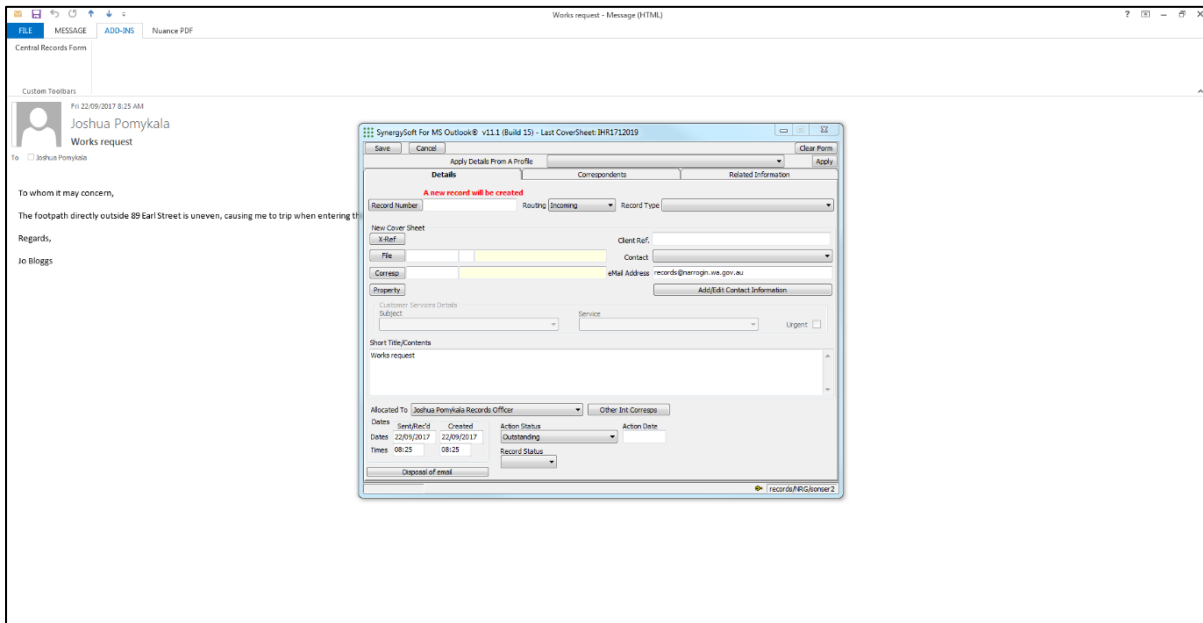 Works request - Message (HTML)
FILE MESSAGE ADD-INS Nuance PDF
Central Records Form
Custom Toolbars
Fri 22/09/2017 8:25 AM
Joshua Pomykala
Works request
To Joshua Pomykala
To whom it may concern,
The footpath directly outside 89 Earl Street is uneven, causing me to trip when entering
Regards,
Jo Bloggs
SynergySoft For MS Outlook® v11.1 (Build 15) - Last CoverSheet: IHR1712019
Save Cancel Clear Form
Apply Details From A Profile Apply
Details Correspondents Related Information
A new record will be created
Record Number Routing Incoming Record Type
New Cover Sheet
X-Ref Client Ref.
File Contact
Corresp eMail Address records@narrogin.wa.gov.au
Property Add/Edit Contact Information
Customer Services Details
Subject Service
Urgent
Short Title/Contents
Works request
Allocated To Joshua Pomykala Records Officer Other Int Corresps
Dates Sent/Rec'd Created Action Status Action Date
Dates 22/09/2017 22/09/2017 Outstanding
Times 08:25 08:25 Record Status
Disposal of email
records/NRG/sonser2